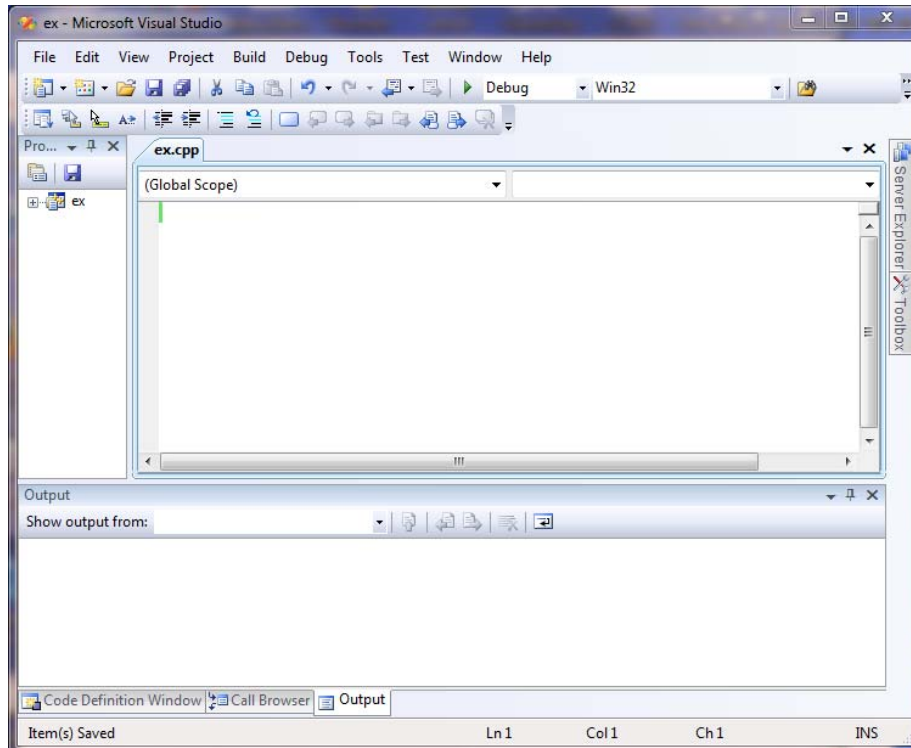 ex - Microsoft Visual Studio
File Edit View Project Build Debug Tools Test Window Help
Debug Win32
Pro...
ex.cpp
(Global Scope)
ex
Server Explorer
Toolbox
Output
Show output from:
Code Definition Window Call Browser Output
Item(s) Saved Ln 1 Col 1 Ch 1 INS